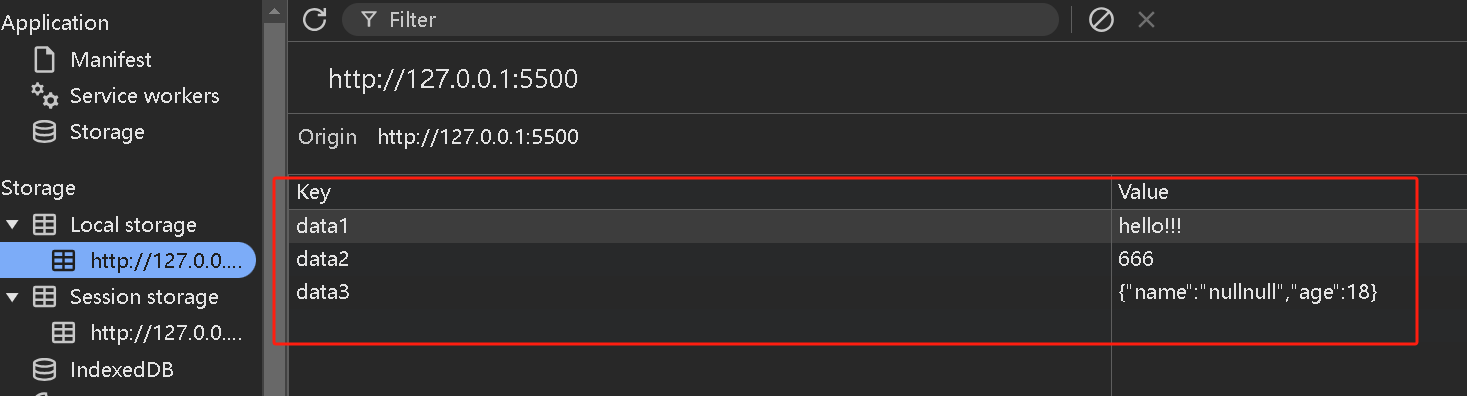 Application
Manifest
Service workers
Storage
Storage
Local storage
http://127.0.0....
Session storage
http://127.0.0....
IndexedDB
Filter
http://127.0.0.1:5500
Origin http://127.0.0.1:5500
Key Value
data1 hello!!!
data2 666
data3 {"name":"nullnull","age":18}